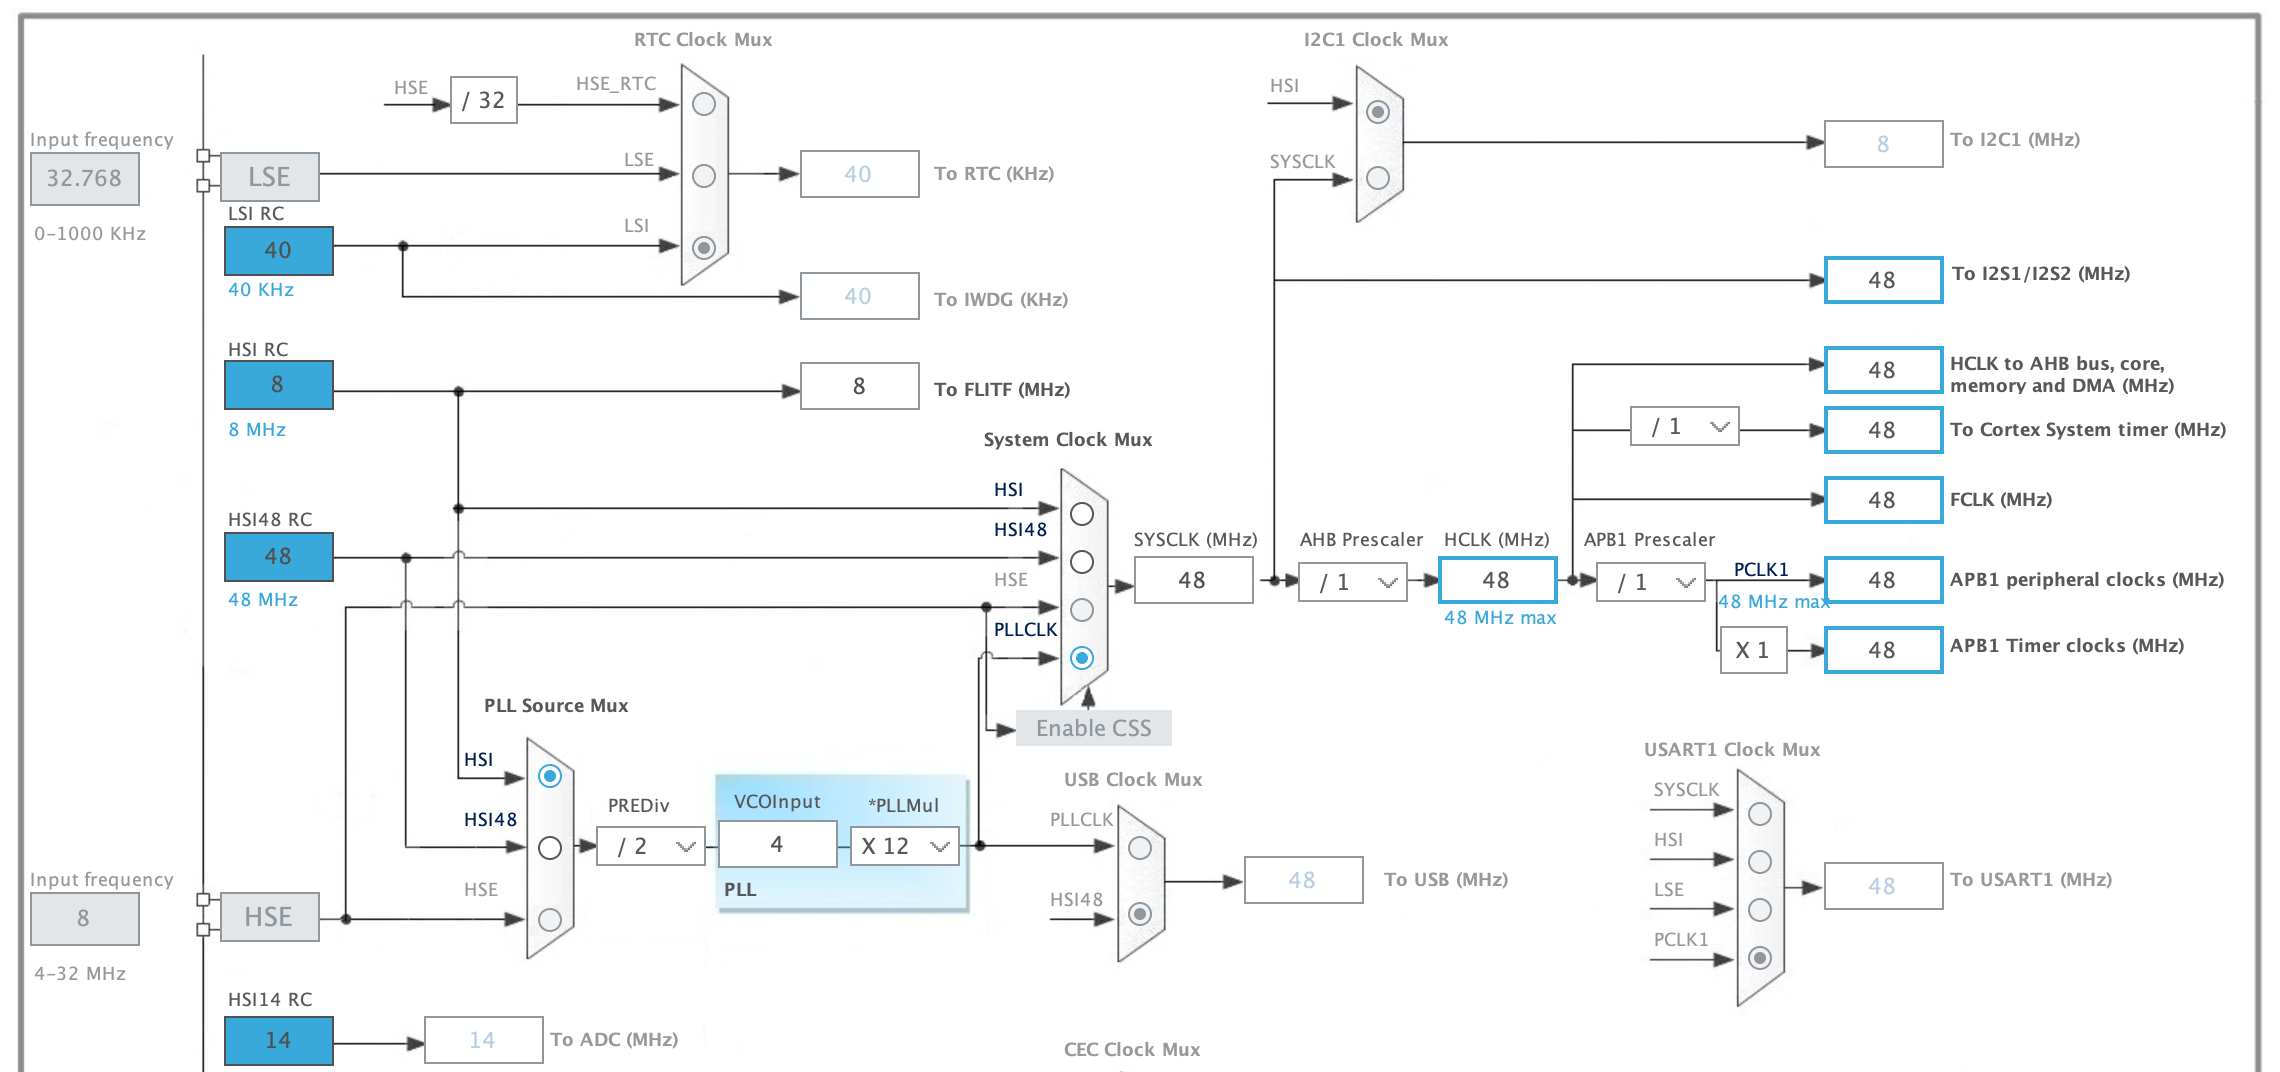 RTC Clock Mux
I2C1 Clock Mux
HSE
/ 32
HSE_RTC
HSI
Input frequency
32.768
0-1000 KHz
LSE
LSE
40
To RTC (KHz)
SYSCLK
8
To I2C1 (MHz)
LSI RC
40
40 KHz
LSI
40
To IWDG (KHz)
48
To I2S1/I2S2 (MHz)
HSI RC
8
8 MHz
8
To FLITF (MHz)
48
HCLK to AHB bus, core,
memory and DMA (MHz)
/ 1
48
To Cortex System timer (MHz)
System Clock Mux
HSI
HSI48 RC
48
48 MHz
HSI48
HSE
PLLCLK
48
FCLK (MHz)
SYSCLK (MHz)
48
AHB Prescaler
/ 1
HCLK (MHz)
48
48 MHz max
APB1 Prescaler
/ 1
PCLK1
48 MHz max
48
APB1 peripheral clocks (MHz)
X 1
48
APB1 Timer clocks (MHz)
Enable CSS
PLL Source Mux
HSI
HSI48
HSE
PREDiv
/ 2
VCOInput
4
*PLLMul
X 12
PLL
USB Clock Mux
PLLCLK
HSI48
48
To USB (MHz)
USART1 Clock Mux
SYSCLK
HSI
LSE
PCLK1
48
To USART1 (MHz)
Input frequency
8
4-32 MHz
HSE
HSI14 RC
14
14
To ADC (MHz)
CEC Clock Mux